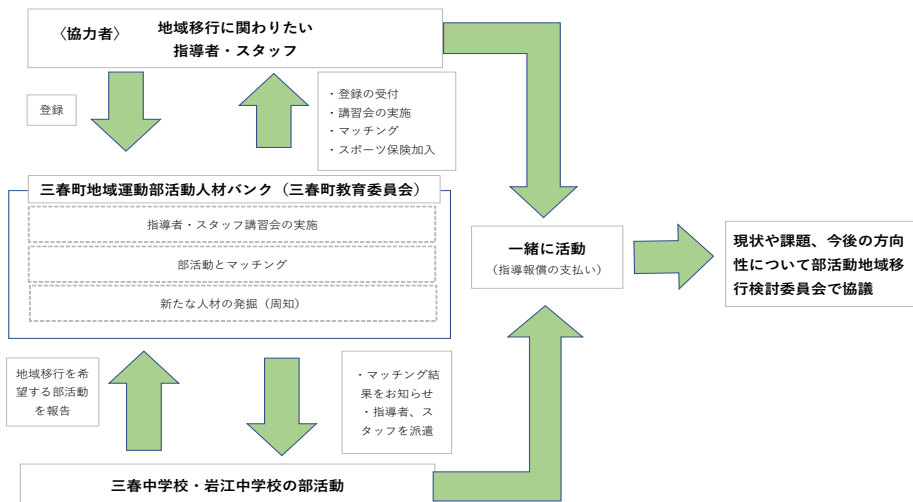 〈協力者〉 地域移行に関わりたい
指導者・スタッフ
登録
・登録の受付
・講習会の実施
・マッチング
・スポーツ保険加入
三春町地域運動部活動人材バンク（三春町教育委員会）
指導者・スタッフ講習会の実施
部活動とマッチング
新たな人材の発掘（周知）
一緒に活動
（指導報償の支払い）
現状や課題、今後の方向
性について部活動地域移
行検討委員会で協議
地域移行を希
望する部活動
を報告
・マッチング結
果をお知らせ
・指導者、ス
タッフを派遣
三春中学校・岩江中学校の部活動